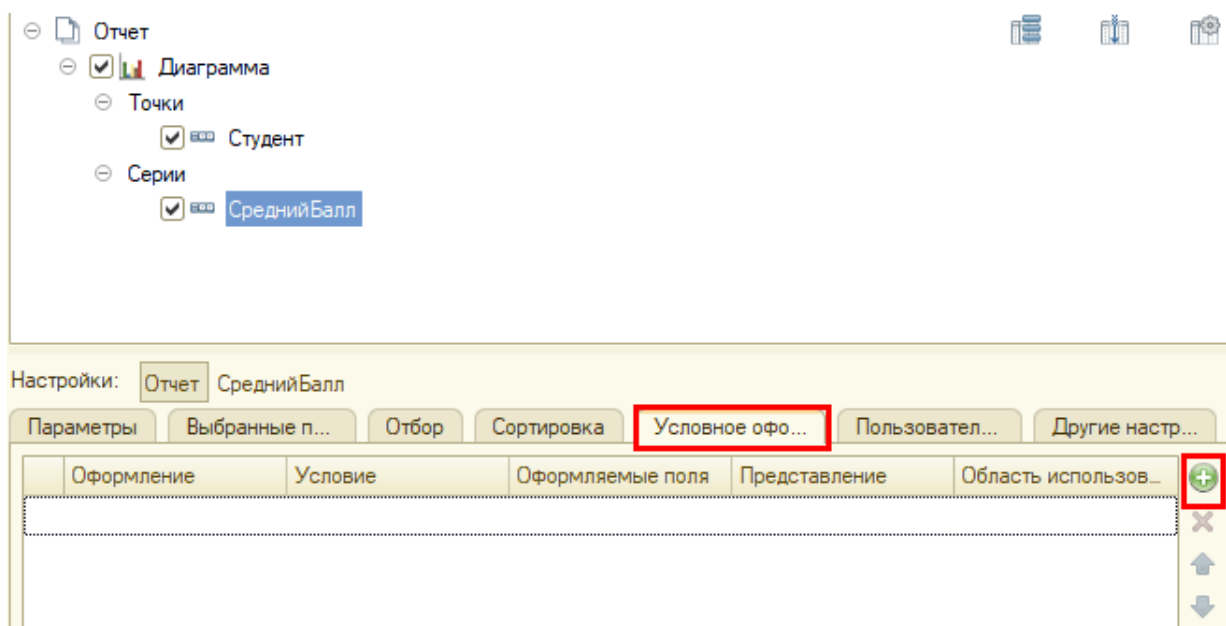 Отчет
Диаграмма
Точки
Студент
Серии
СреднийБалл
Настройки: Отчет СреднийБалл
Параметры Выбранные п... Отбор Сортировка Условное офо... Пользовател... Другие настр...
Оформление Условие Оформляемые поля Представление Область использов...